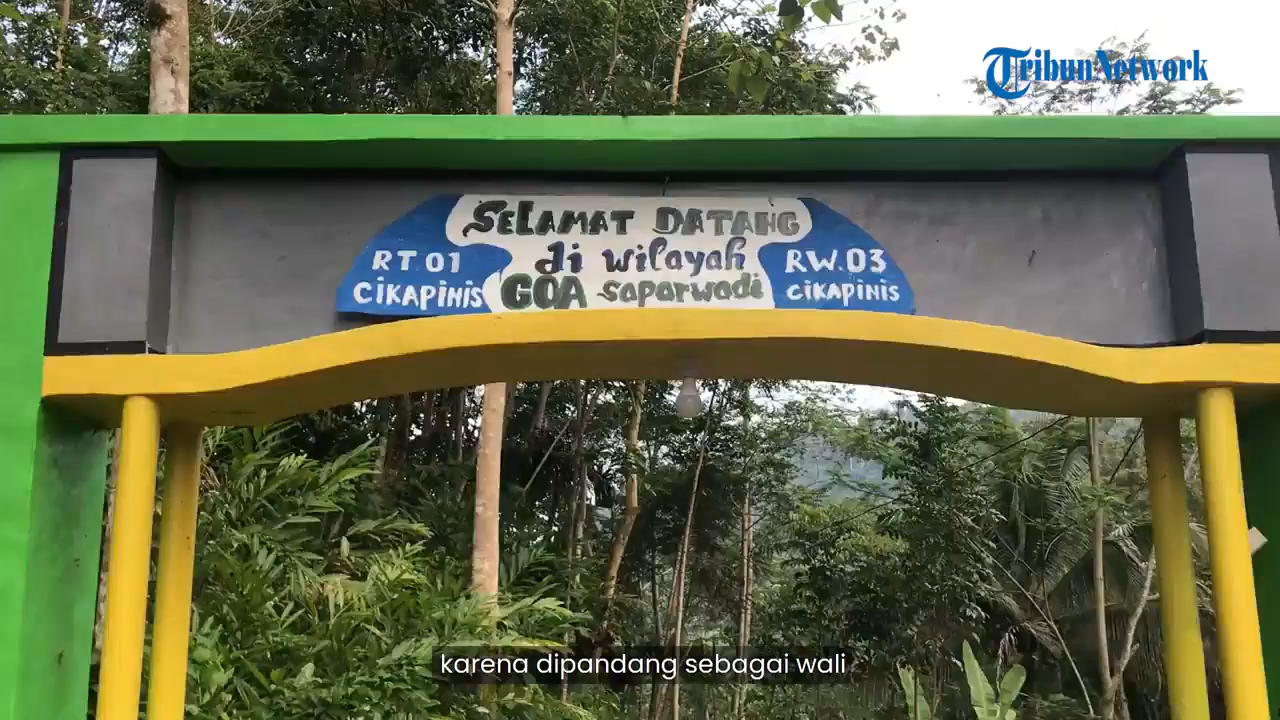 TribunNetwork
SELAMAT DATANG
di wilayah
GOA Saparwadi
RT.01
CIKAPINIS
RW.03
CIKAPINIS
karena dipandang sebagai wali